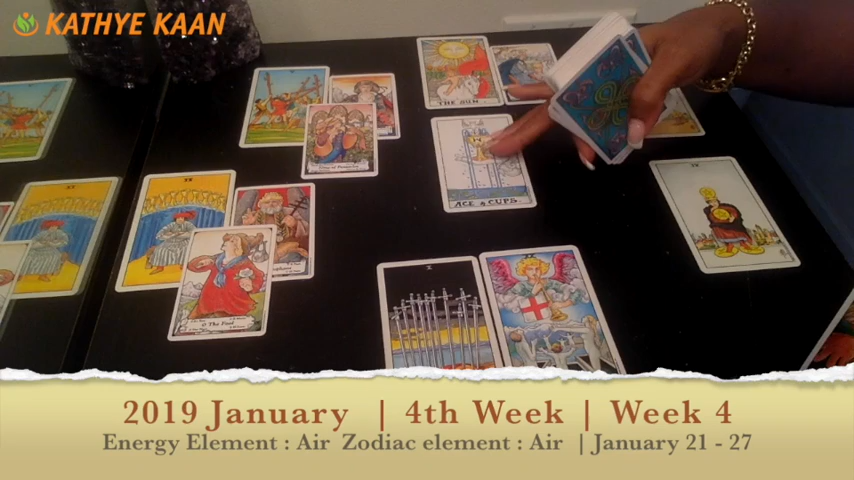 KATHYE KAAN
THE SUN.
ACE of CUPS.
X
0 The Fool
2019 January | 4th Week | Week 4
Energy Element : Air Zodiac element : Air | January 21 - 27